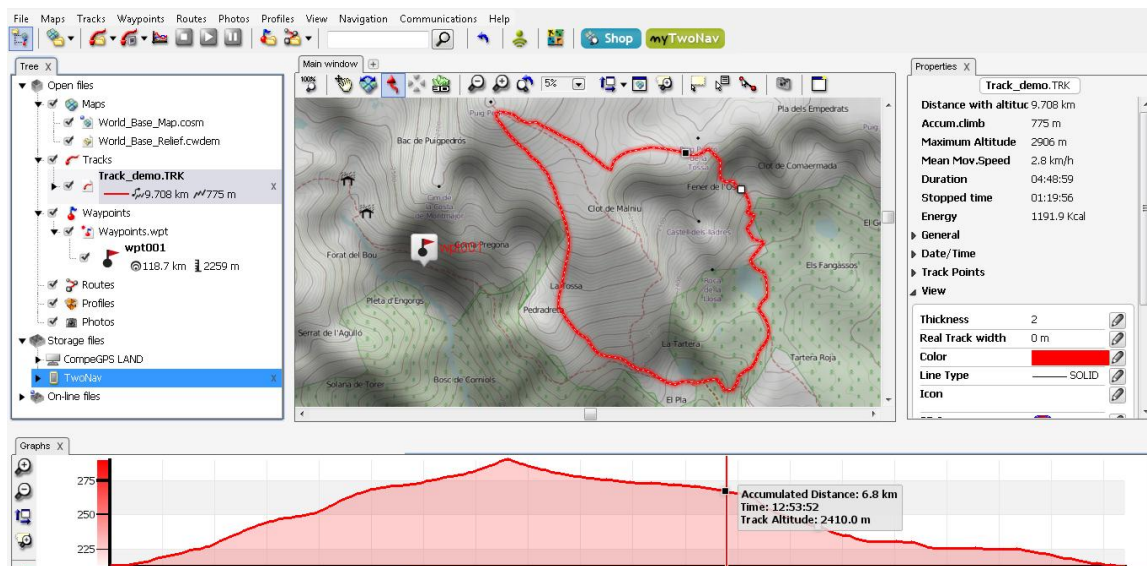 File Maps Tracks Waypoints Routes Photos Profiles View Navigation Communications Help
Shop
myTwoNav
Tree X
Open files
Maps
World_Base_Map.cosm
World_Base_Relief.cwdem
Tracks
Track_demo.TRK
9.708 km 775 m
X
Waypoints
Waypoints.wpt
wpt001
118.7 km 2259 m
Routes
Profiles
Photos
Storage files
CompeGPS LAND
TwoNav
X
On-line files
Main window
100%
5%
Pla dels Empedrats
Bac de Puigpedros
Clot de Comaermada
Fener de l'Os
Clot de Malniu
Castell dels Lladres
Forat del Bou
Els Fangassos
La Tossa
Pleta d'Engorgs
Pedradreta
Serrat de l'Agulló
La Tartera
Tartera Roja
Solana de Torer
Bosc de Corriols
El Pla
Properties X
Track_demo.TRK
Distance with altituc 9.708 km
Accum.climb 775 m
Maximum Altitude 2906 m
Mean Mov.Speed 2.8 km/h
Duration 04:48:59
Stopped time 01:19:56
Energy 1191.9 Kcal
General
Date/Time
Track Points
View
Thickness 2
Real Track width 0 m
Color
Line Type SOLID
Icon
Graphs X
275
250
225
Accumulated Distance: 6.8 km
Time: 12:53:52
Track Altitude: 2410.0 m